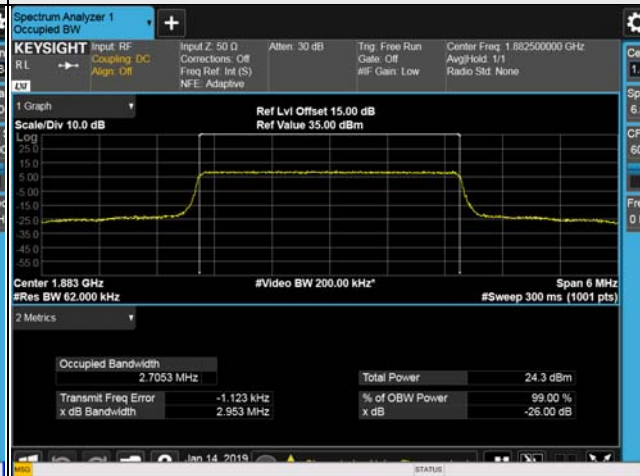 Spectrum Analyzer 1
Occupied BW
+
KEYSIGHT Input: RF Input Z: 50 Ω Atten: 30 dB Trig: Free Run Center Freq: 1.882500000 GHz
RL Coupling: DC Corrections: Off Gate: Off Avg|Hold: 1/1
Align: Off Freq Ref: Int (S) #IF Gain: Low Radio Std: None
LXI NFE: Adaptive
1 Graph
Ref Lvl Offset 15.00 dB
Scale/Div 10.0 dB Ref Value 35.00 dBm
Log
25.0
15.0
5.00
-5.00
-15.0
-25.0
-35.0
-45.0
-55.0
Center 1.883 GHz #Video BW 200.00 kHz* Span 6 MHz
#Res BW 62.000 kHz #Sweep 300 ms (1001 pts)
2 Metrics
Occupied Bandwidth
2.7053 MHz Total Power 24.3 dBm
Transmit Freq Error -1.123 kHz % of OBW Power 99.00 %
x dB Bandwidth 2.953 MHz x dB -26.00 dB
Jan 14, 2019
MSG STATUS